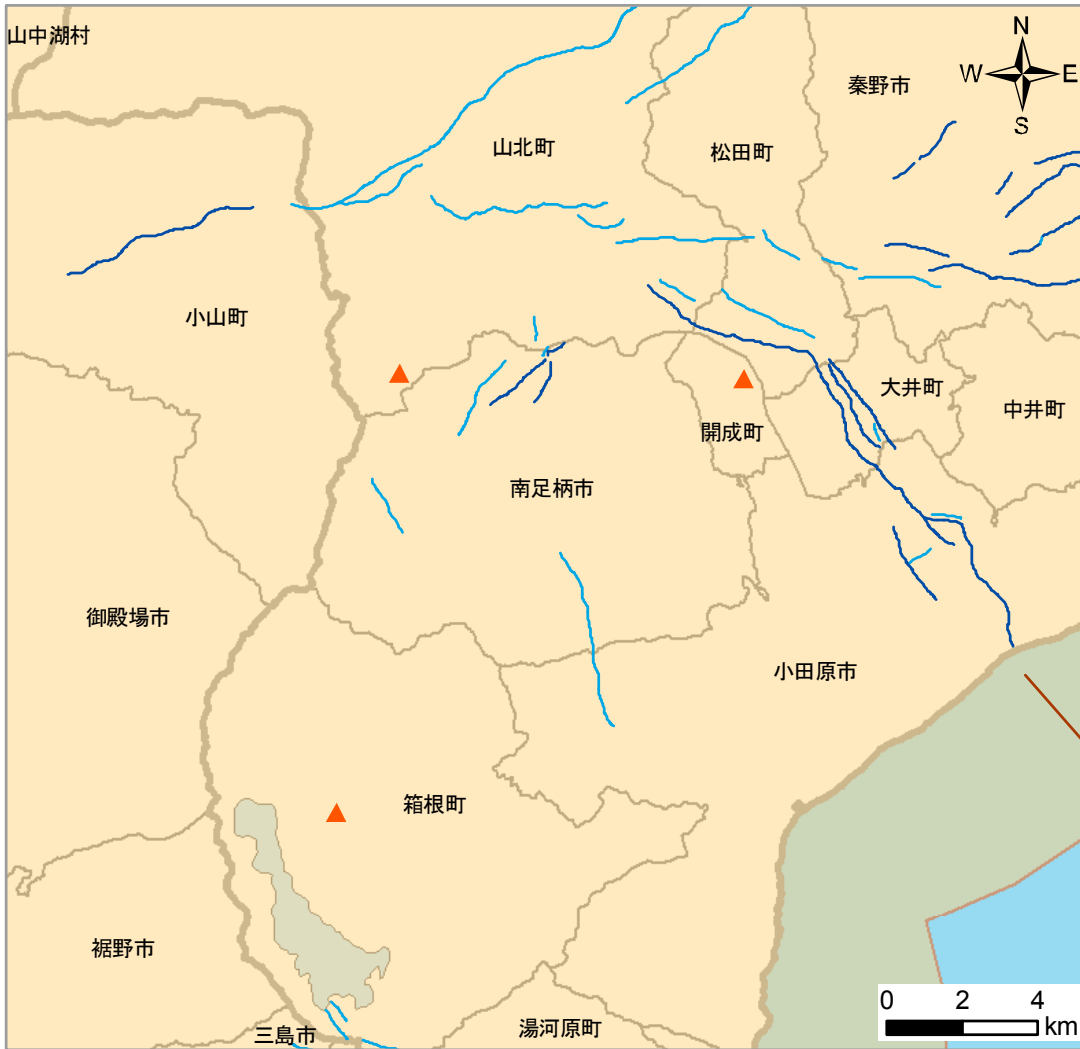 山中湖村
N
W E
S
秦野市
山北町
松田町
小山町
大井町
中井町
開成町
南足柄市
御殿場市
小田原市
箱根町
裾野市
三島市
湯河原町
0 2 4
km